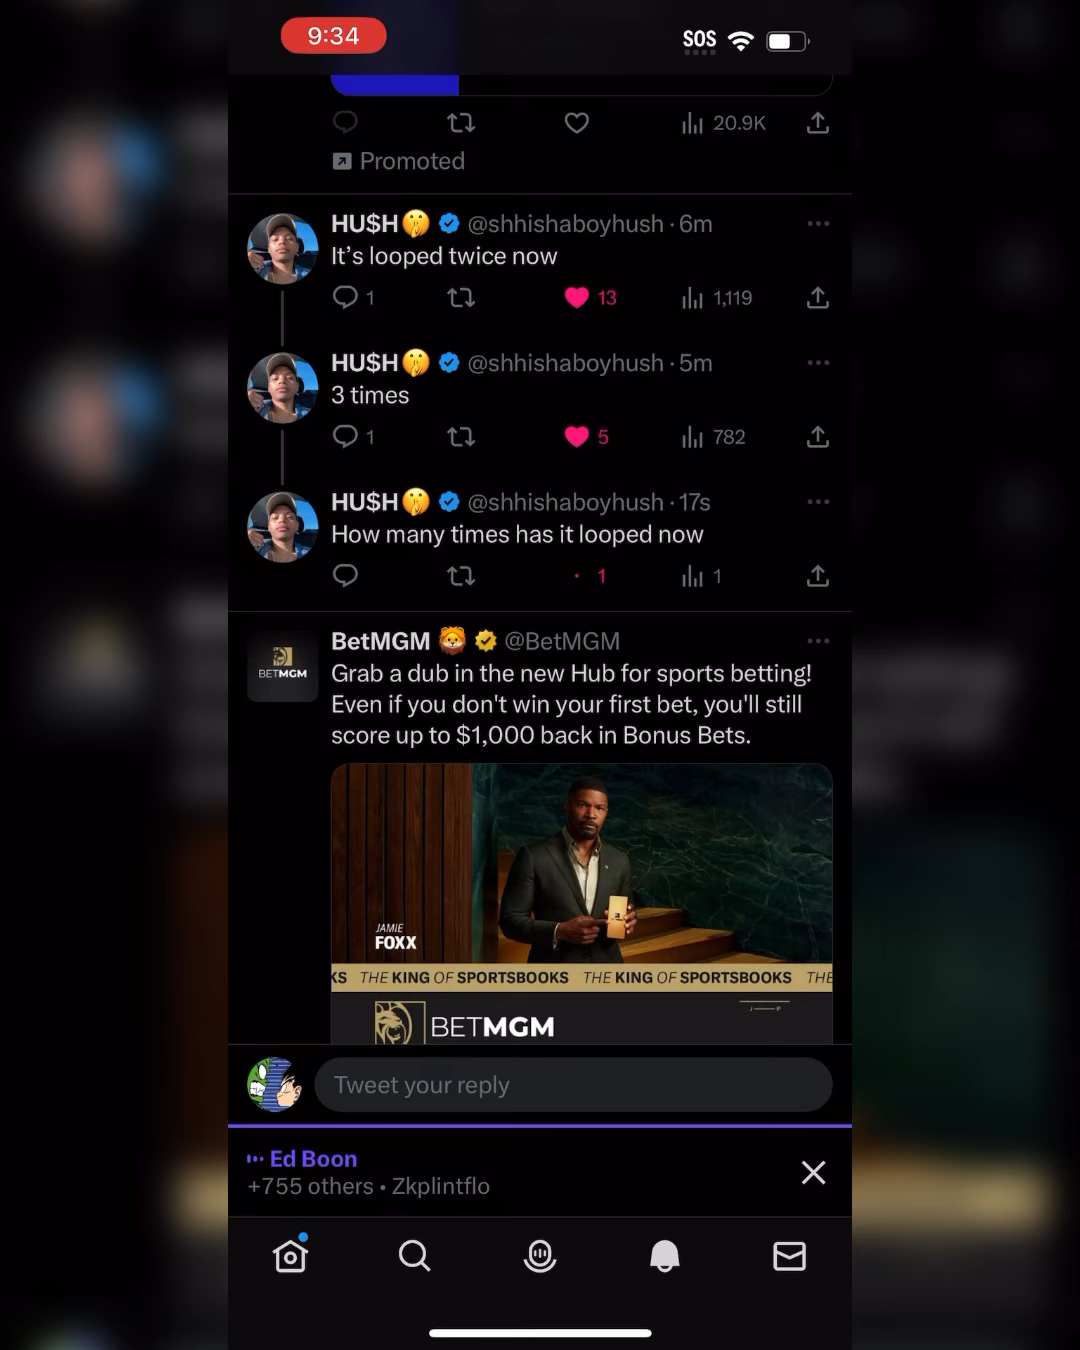 9:34
SOS
20.9K
Promoted
HU$H🤫 @shhishaboyhush · 6m
It's looped twice now
1 13 1,119
HU$H🤫 @shhishaboyhush · 5m
3 times
1 5 782
HU$H🤫 @shhishaboyhush · 17s
How many times has it looped now
1 1
BetMGM 🦁 @BetMGM
BETMGM
Grab a dub in the new Hub for sports betting!
Even if you don't win your first bet, you'll still
score up to $1,000 back in Bonus Bets.
JAMIE
FOXX
KS THE KING OF SPORTSBOOKS THE KING OF SPORTSBOOKS THE
BETMGM
Tweet your reply
Ed Boon
+755 others • Zkplintflo